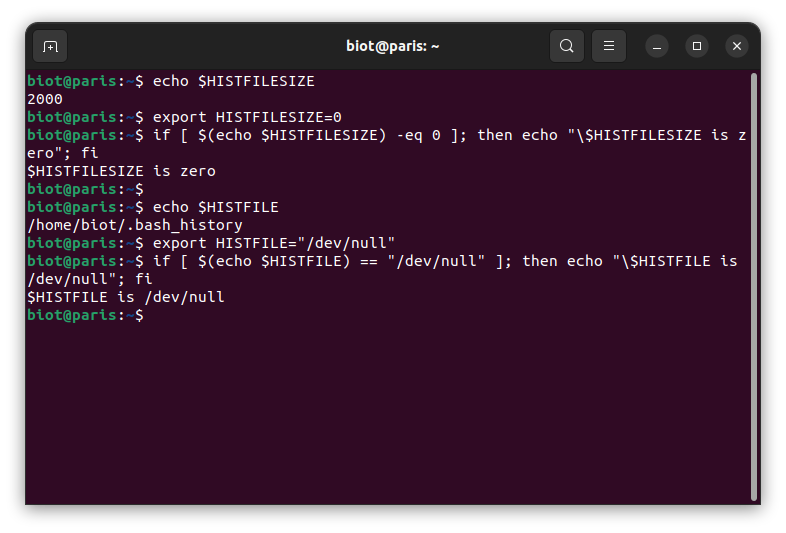 biot@paris: ~
biot@paris:~$ echo $HISTFILESIZE
2000
biot@paris:~$ export HISTFILESIZE=0
biot@paris:~$ if [ $(echo $HISTFILESIZE) -eq 0 ]; then echo "\$HISTFILESIZE is z
ero"; fi
$HISTFILESIZE is zero
biot@paris:~$
biot@paris:~$ echo $HISTFILE
/home/biot/.bash_history
biot@paris:~$ export HISTFILE="/dev/null"
biot@paris:~$ if [ $(echo $HISTFILE) == "/dev/null" ]; then echo "\$HISTFILE is
/dev/null"; fi
$HISTFILE is /dev/null
biot@paris:~$